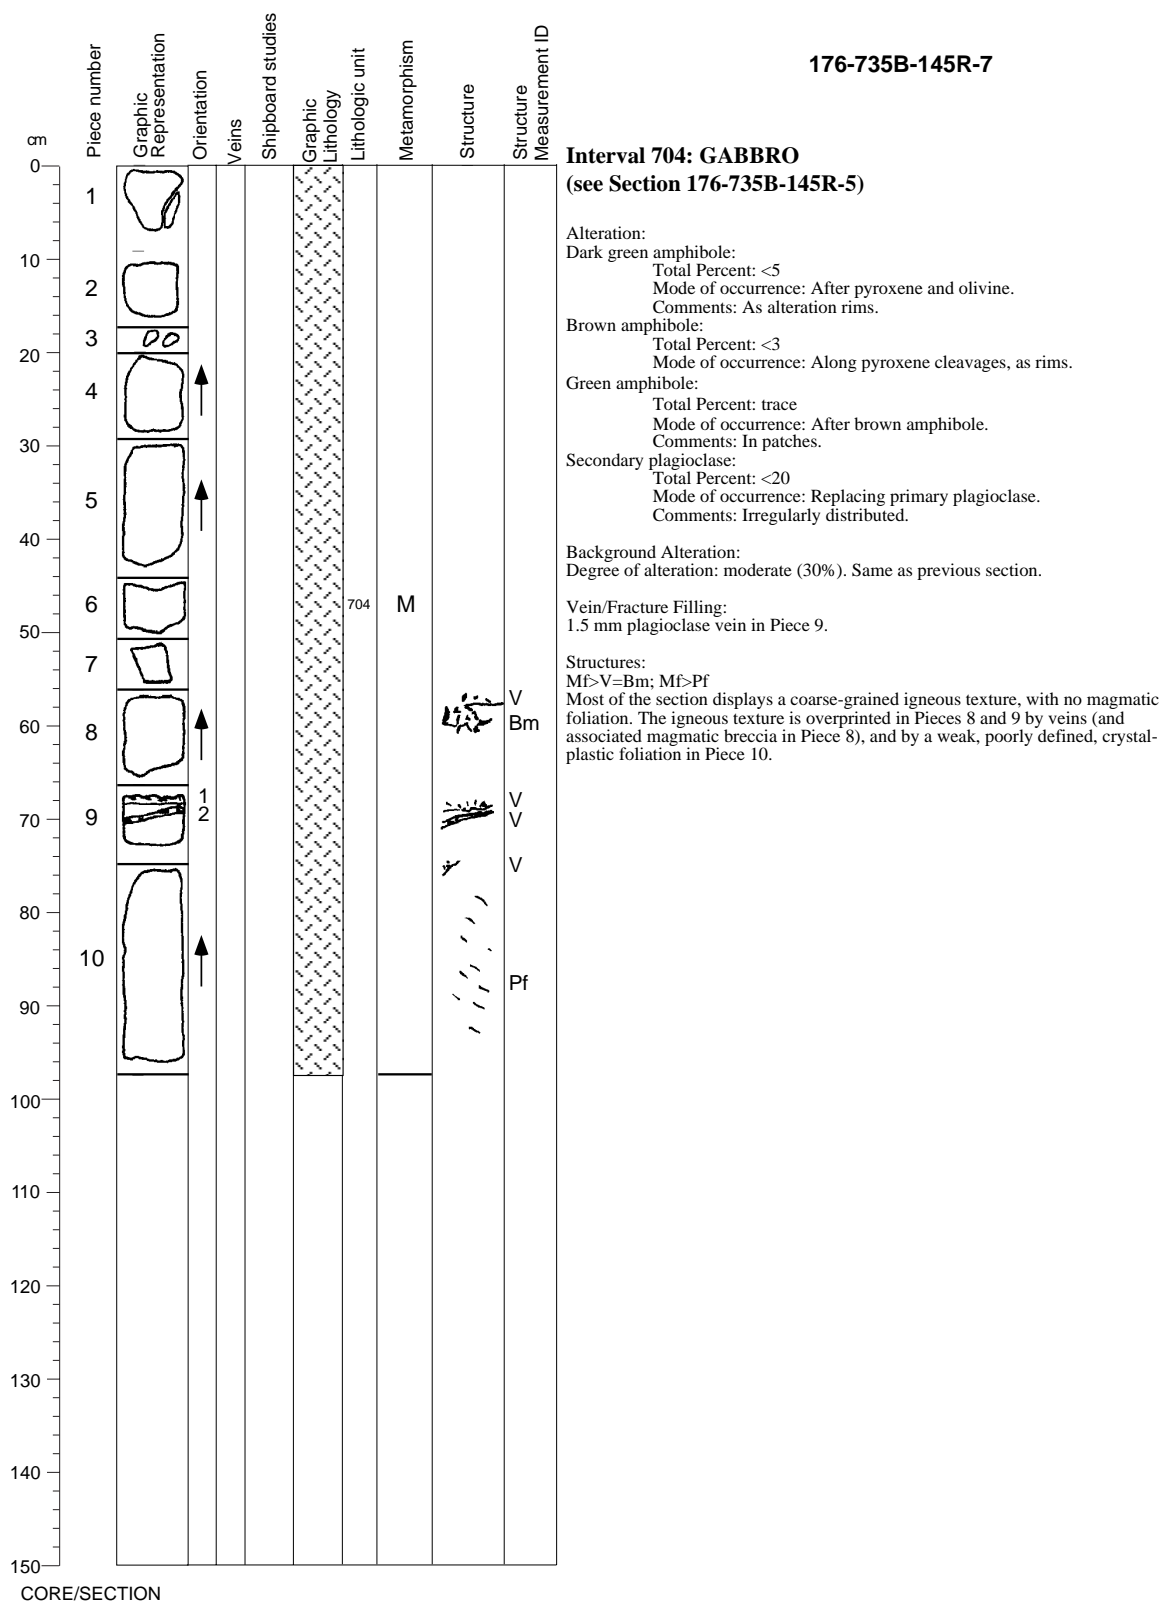 176-735B-145R-7
cm
Piece number
Graphic
Representation
Orientation
Veins
Shipboard studies
Graphic
Lithology
Lithologic unit
Metamorphism
Structure
Structure
Measurement ID
0
10
20
30
40
50
60
70
80
90
100
110
120
130
140
150
1
2
3
4
5
6
7
8
9
10
1
2
704
M
V
Bm
V
V
V
Pf
CORE/SECTION
Interval 704: GABBRO
(see Section 176-735B-145R-5)
Alteration:
Dark green amphibole:
Total Percent: <5
Mode of occurrence: After pyroxene and olivine.
Comments: As alteration rims.
Brown amphibole:
Total Percent: <3
Mode of occurrence: Along pyroxene cleavages, as rims.
Green amphibole:
Total Percent: trace
Mode of occurrence: After brown amphibole.
Comments: In patches.
Secondary plagioclase:
Total Percent: <20
Mode of occurrence: Replacing primary plagioclase.
Comments: Irregularly distributed.
Background Alteration:
Degree of alteration: moderate (30%). Same as previous section.
Vein/Fracture Filling:
1.5 mm plagioclase vein in Piece 9.
Structures:
Mf>V=Bm; Mf>Pf
Most of the section displays a coarse-grained igneous texture, with no magmatic
foliation. The igneous texture is overprinted in Pieces 8 and 9 by veins (and
associated magmatic breccia in Piece 8), and by a weak, poorly defined, crystal-
plastic foliation in Piece 10.